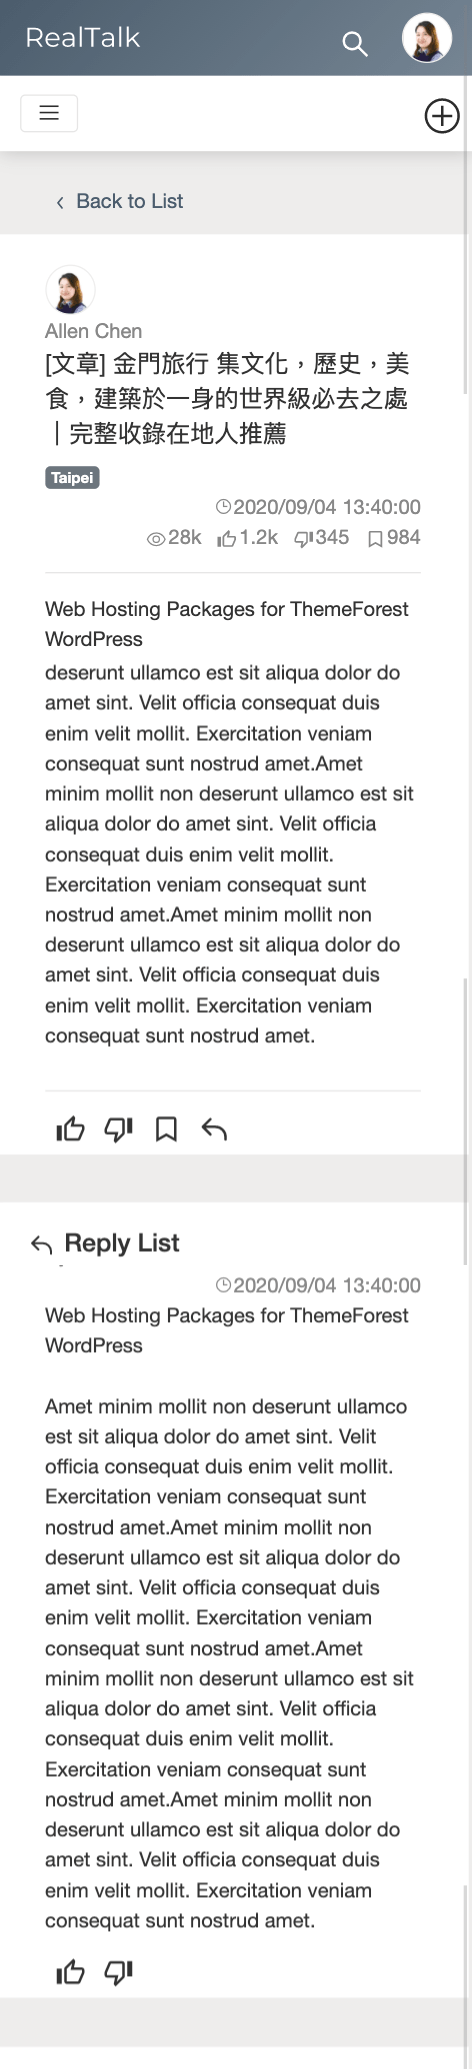 RealTalk
Back to List
Allen Chen
[文章] 金門旅行 集文化，歷史，美
食，建築於一身的世界級必去之處
｜完整收錄在地人推薦
Taipei
2020/09/04 13:40:00
28k 1.2k 345 984
Web Hosting Packages for ThemeForest
WordPress
deserunt ullamco est sit aliqua dolor do
amet sint. Velit officia consequat duis
enim velit mollit. Exercitation veniam
consequat sunt nostrud amet.Amet
minim mollit non deserunt ullamco est sit
aliqua dolor do amet sint. Velit officia
consequat duis enim velit mollit.
Exercitation veniam consequat sunt
nostrud amet.Amet minim mollit non
deserunt ullamco est sit aliqua dolor do
amet sint. Velit officia consequat duis
enim velit mollit. Exercitation veniam
consequat sunt nostrud amet.
Reply List
2020/09/04 13:40:00
Web Hosting Packages for ThemeForest
WordPress
Amet minim mollit non deserunt ullamco
est sit aliqua dolor do amet sint. Velit
officia consequat duis enim velit mollit.
Exercitation veniam consequat sunt
nostrud amet.Amet minim mollit non
deserunt ullamco est sit aliqua dolor do
amet sint. Velit officia consequat duis
enim velit mollit. Exercitation veniam
consequat sunt nostrud amet.Amet
minim mollit non deserunt ullamco est sit
aliqua dolor do amet sint. Velit officia
consequat duis enim velit mollit.
Exercitation veniam consequat sunt
nostrud amet.Amet minim mollit non
deserunt ullamco est sit aliqua dolor do
amet sint. Velit officia consequat duis
enim velit mollit. Exercitation veniam
consequat sunt nostrud amet.